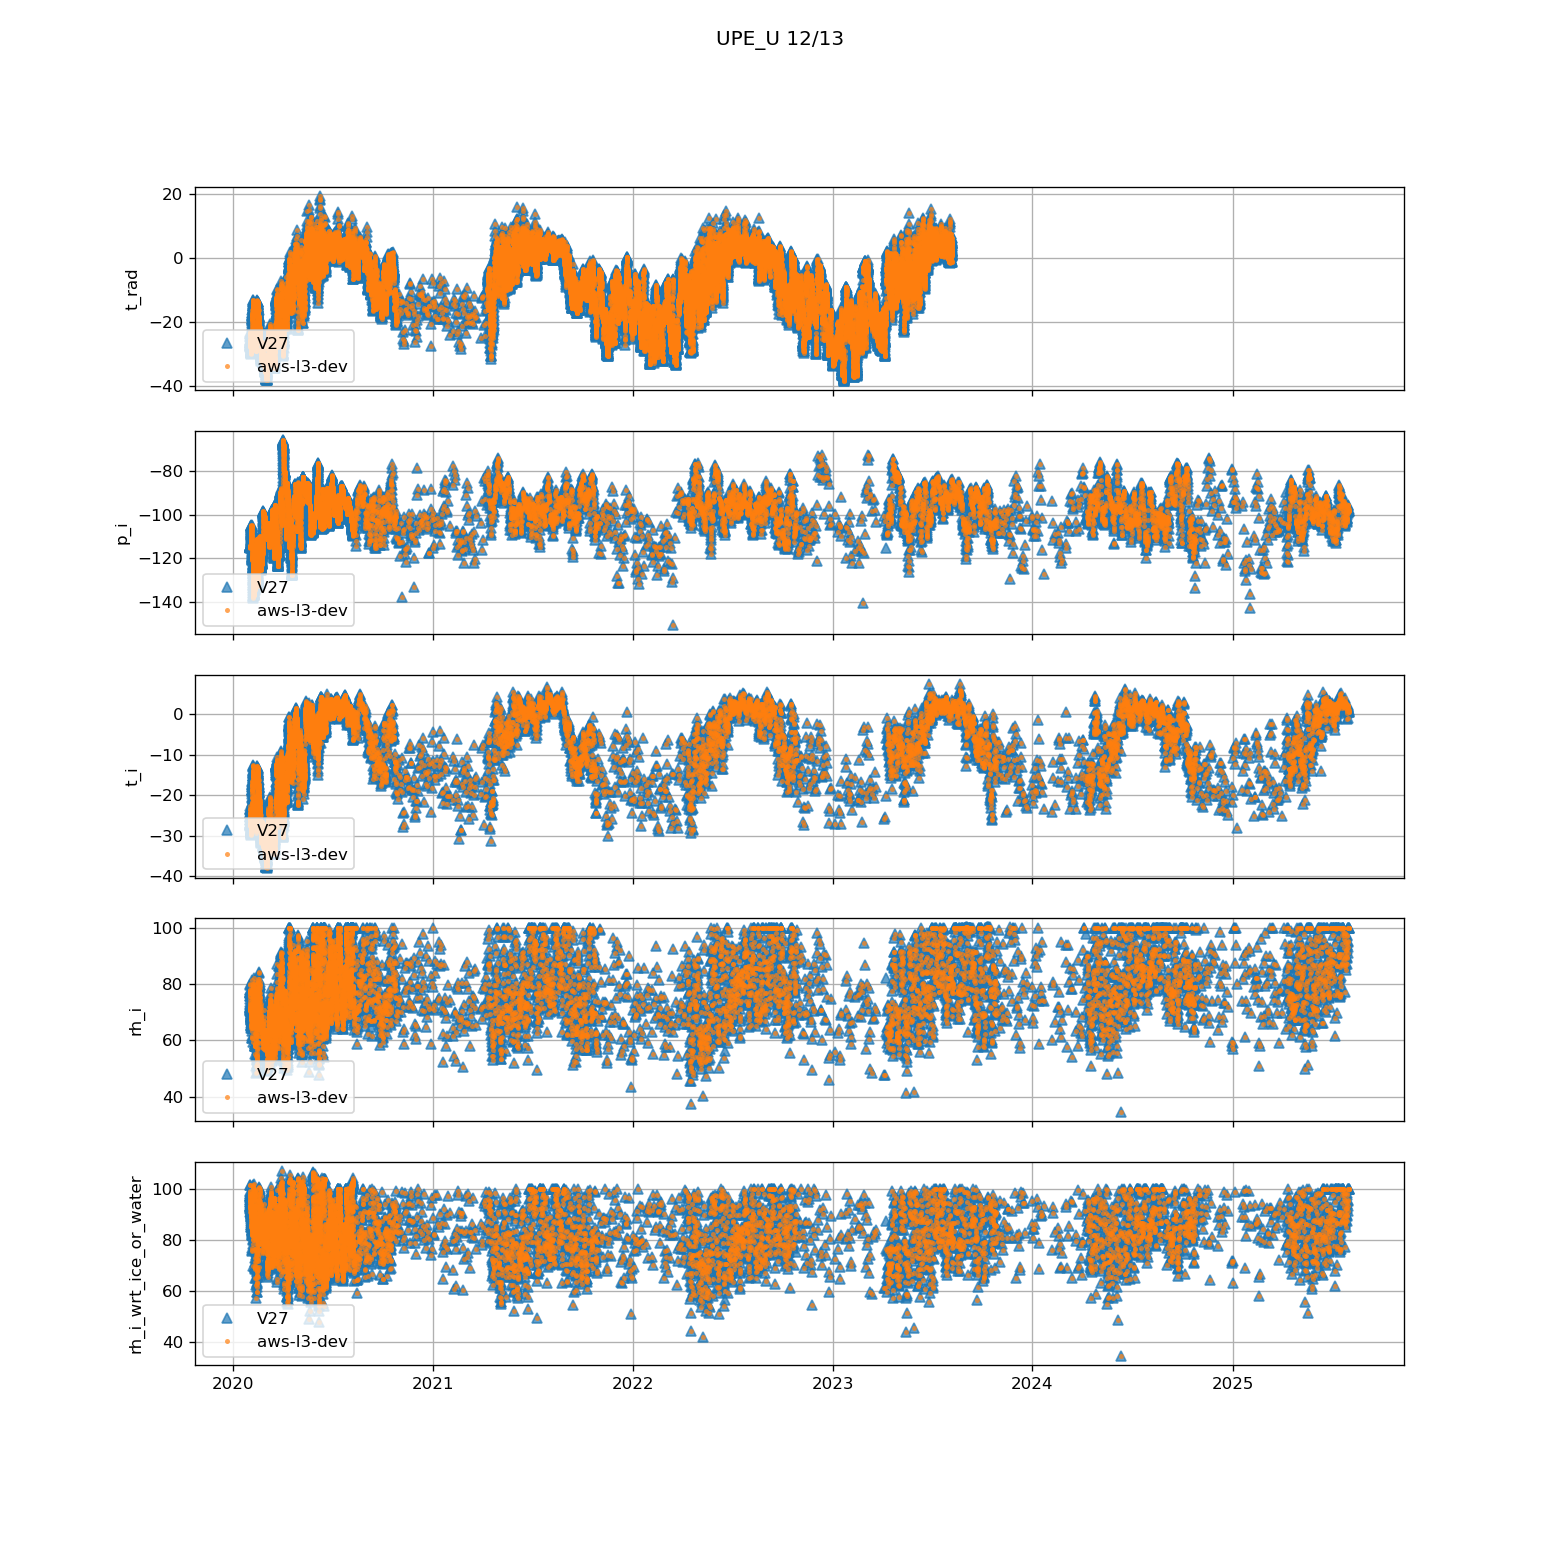 UPE_U 12/13
20
0
−20
−40
t_rad
V27
aws-l3-dev
−80
−100
−120
−140
p_i
V27
aws-l3-dev
0
−10
−20
−30
−40
t_i
V27
aws-l3-dev
100
80
60
40
rh_i
V27
aws-l3-dev
100
80
60
40
rh_i_wrt_ice_or_water
V27
aws-l3-dev
2020 2021 2022 2023 2024 2025